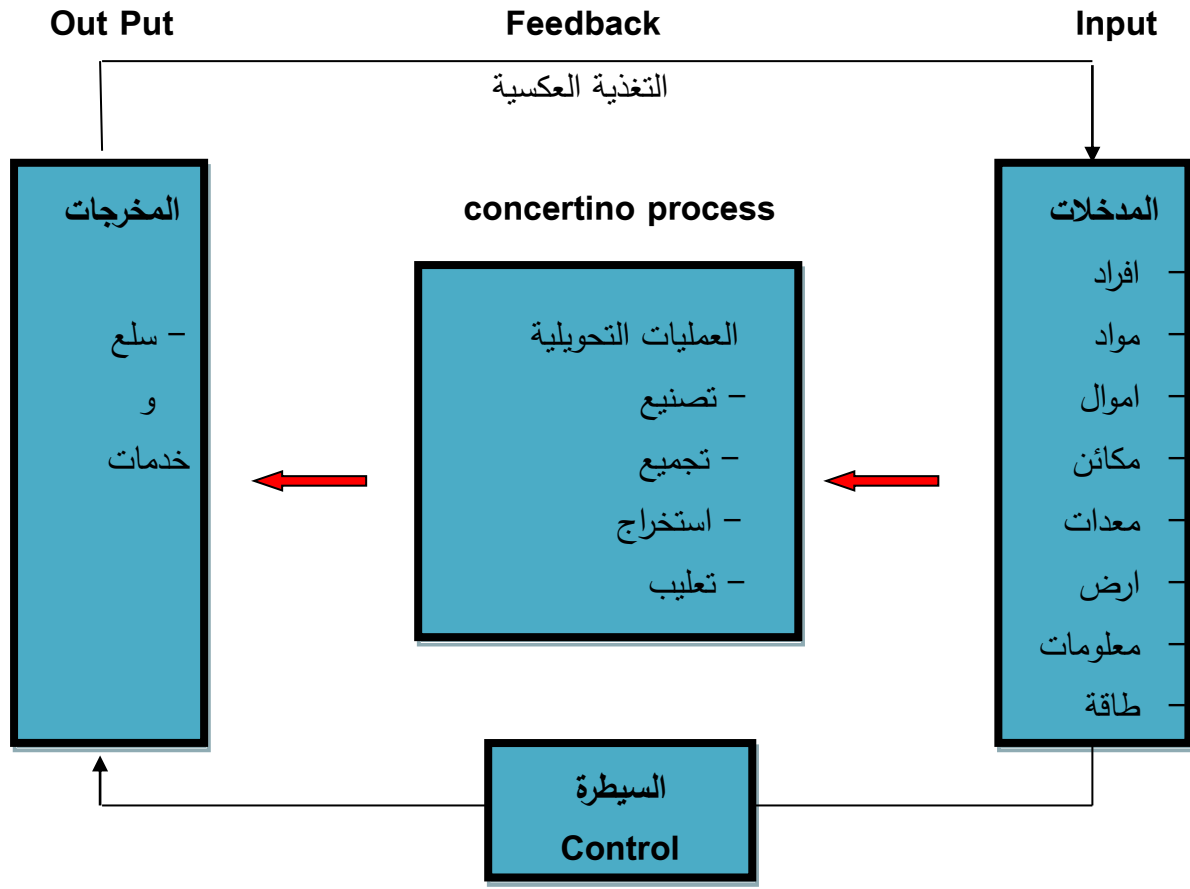 Out Put
Feedback
Input
التغذية العكسية
concertino process
المدخلات
- افراد
- مواد
- اموال
- مكائن
- معدات
- ارض
- معلومات
- طاقة
العمليات التحويلية
- تصنيع
- تجميع
- استخراج
- تعليب
المخرجات
- سلع
و
خدمات
السيطرة
Control